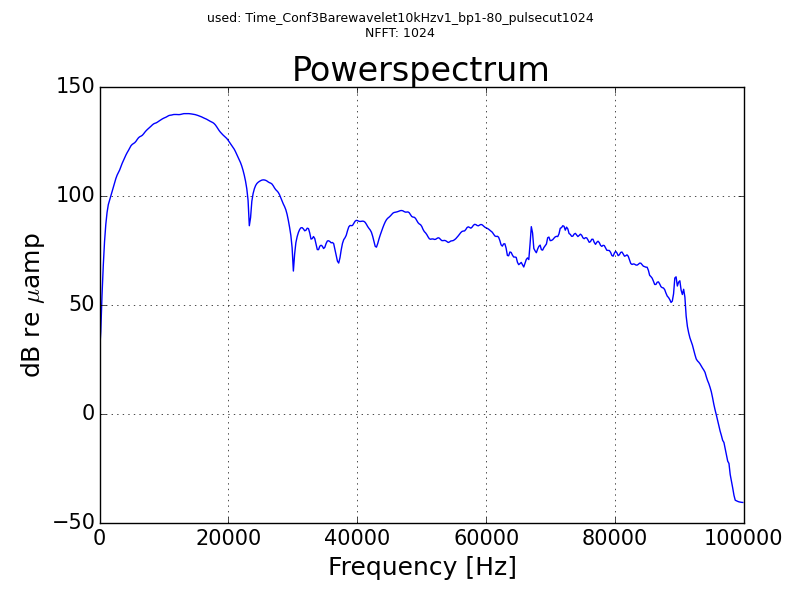 used: Time_Conf3Barewavelet10kHzv1_bp1-80_pulsecut1024
NFFT: 1024
Powerspectrum
150
100
50
0
−50
dB re μamp
0 20000 40000 60000 80000 100000
Frequency [Hz]